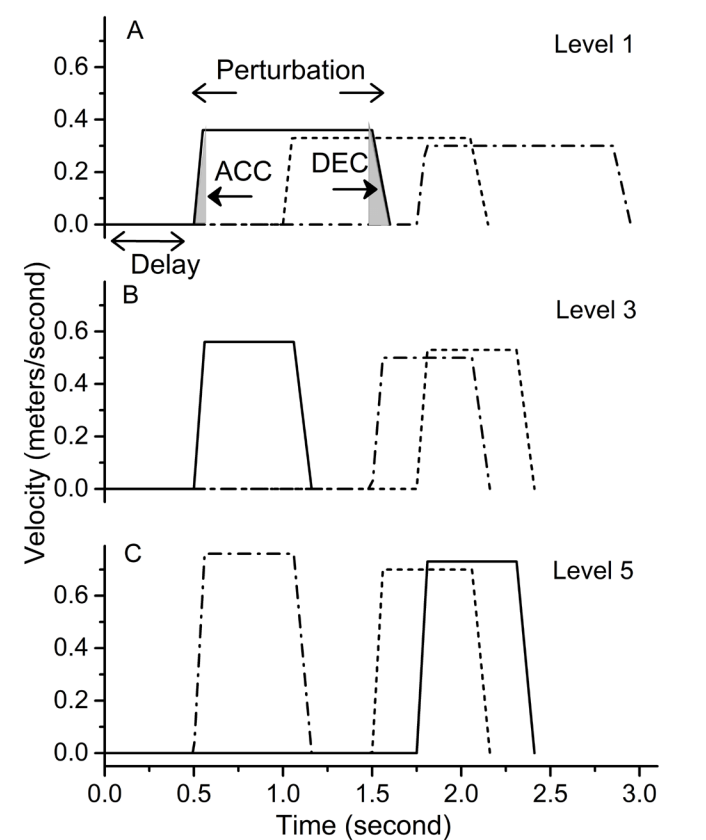 A
Level 1
0.6
Perturbation
0.4
ACC
DEC
0.2
0.0
Delay
B
Level 3
0.6
0.4
0.2
0.0
Velocity (meters/second)
C
Level 5
0.6
0.4
0.2
0.0
0.0 0.5 1.0 1.5 2.0 2.5 3.0
Time (second)